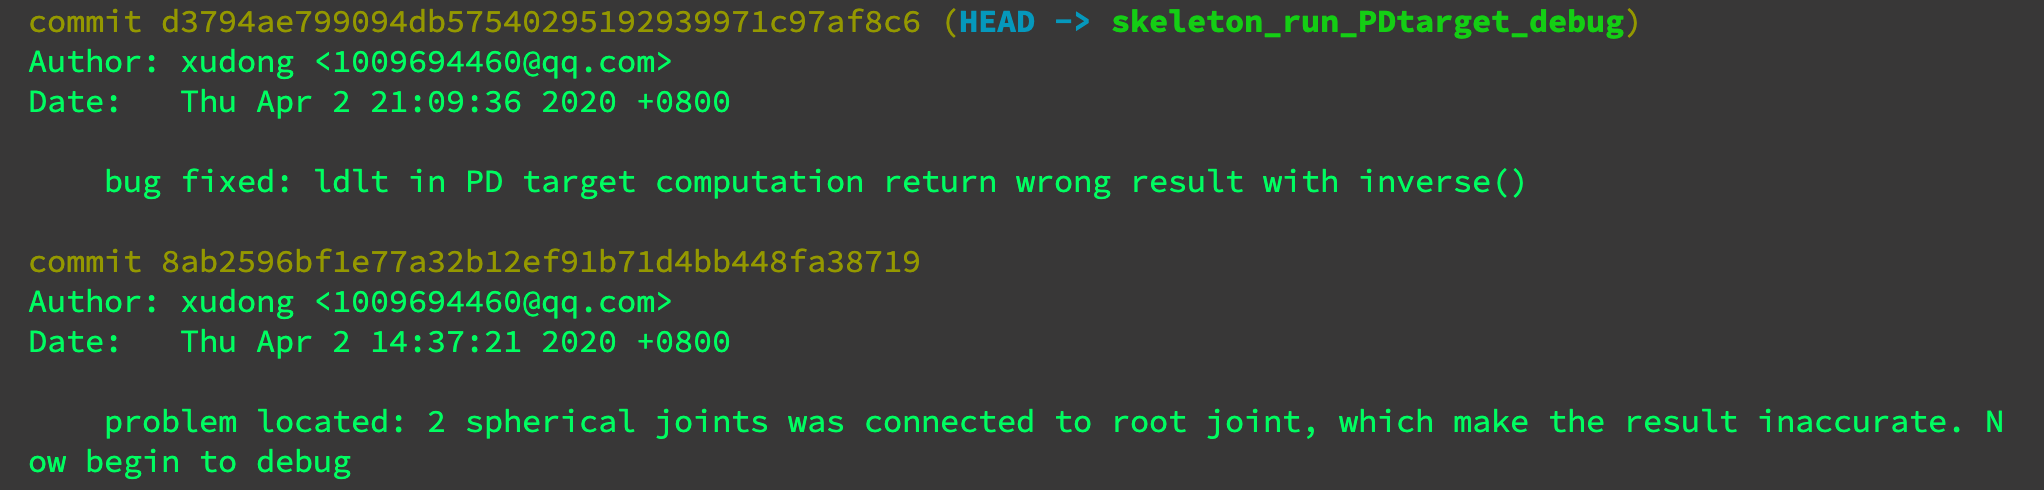 commit d3794ae799094db57540295192939971c97af8c6 (HEAD -> skeleton_run_PDtarget_debug)
Author: xudong <1009694460@qq.com>
Date:   Thu Apr 2 21:09:36 2020 +0800
    bug fixed: ldlt in PD target computation return wrong result with inverse()
commit 8ab2596bf1e77a32b12ef91b71d4bb448fa38719
Author: xudong <1009694460@qq.com>
Date:   Thu Apr 2 14:37:21 2020 +0800
    problem located: 2 spherical joints was connected to root joint, which make the result inaccurate. N
ow begin to debug